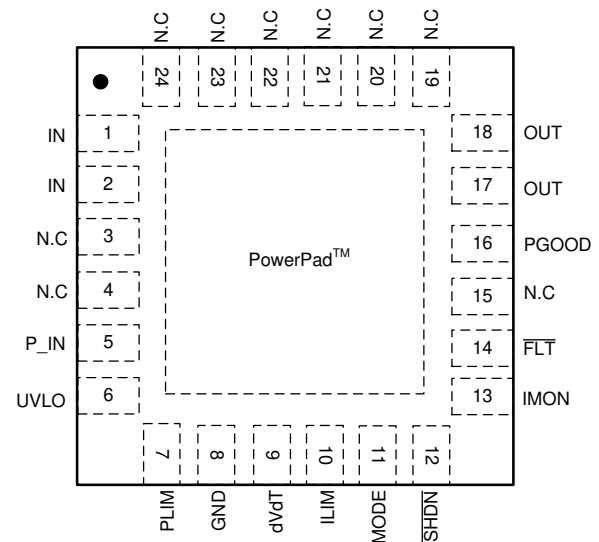 N.C N.C N.C N.C N.C N.C
24 23 22 21 20 19
IN 1
IN 2
N.C 3
N.C 4
P_IN 5
UVLO 6
PowerPad™
18 OUT
17 OUT
16 PGOOD
15 N.C
14 FLT
13 IMON
7 8 9 10 11 12
PLIM GND dVdT ILIM MODE SHDN